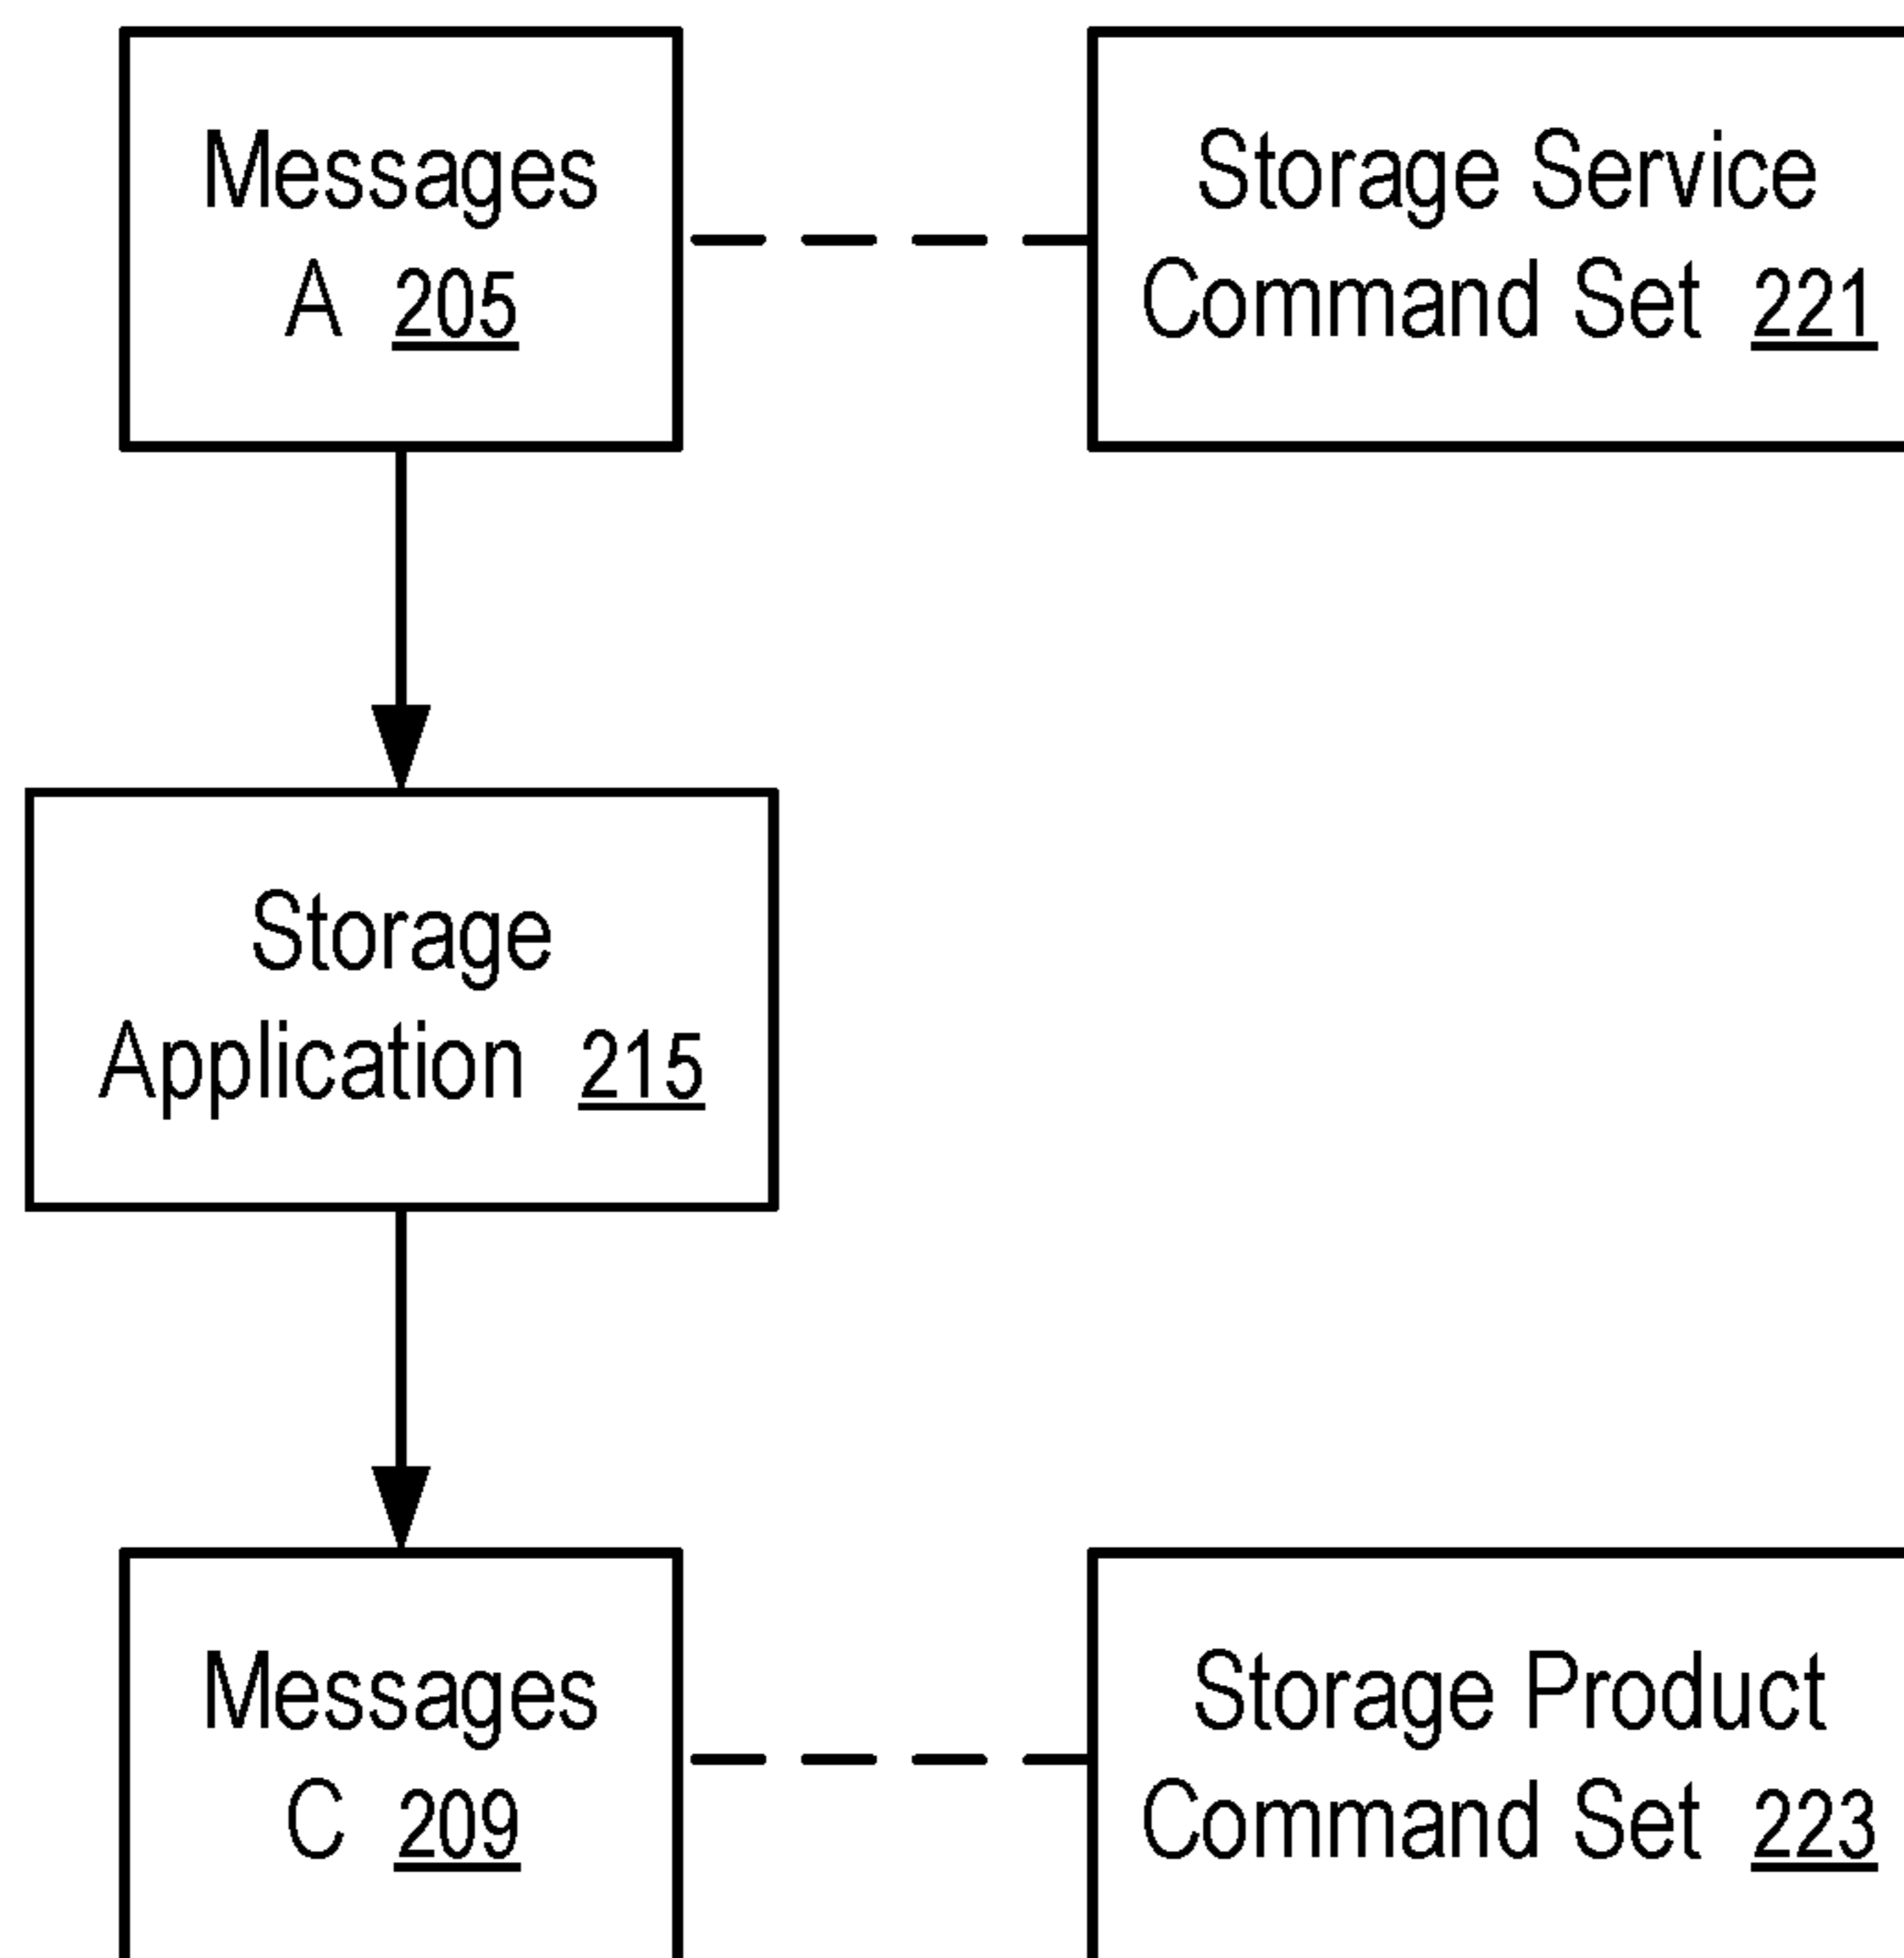 Messages
A 205
Storage Service
Command Set 221
Storage
Application 215
Messages
C 209
Storage Product
Command Set 223